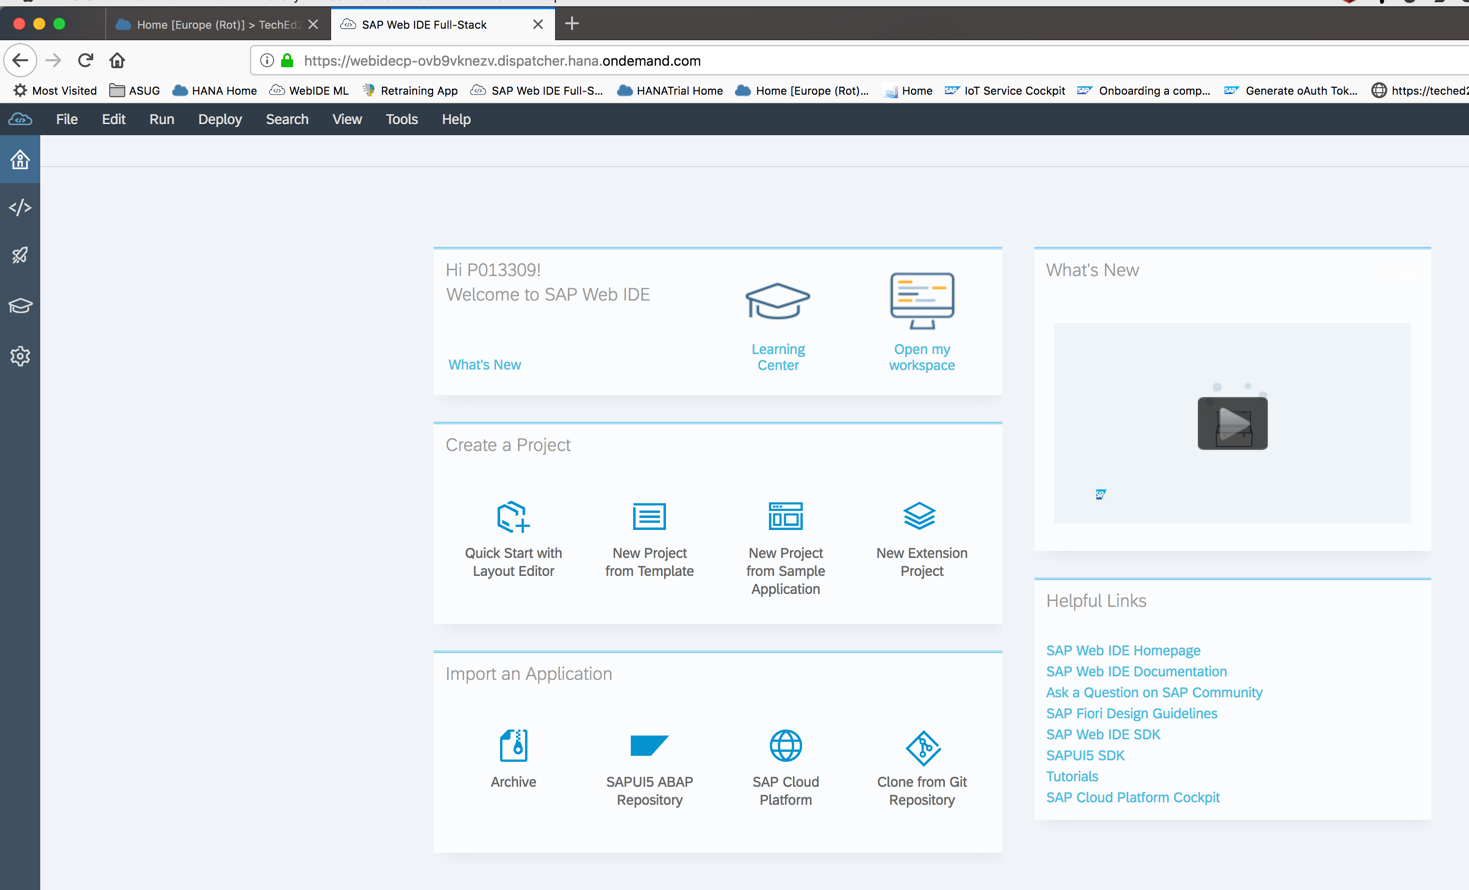 Home [Europe (Rot)] > TechEd2
SAP Web IDE Full-Stack
https://webidecp-ovb9vknezv.dispatcher.hana.ondemand.com
Most Visited ASUG HANA Home WebIDE ML Retraining App SAP Web IDE Full-S... HANATrial Home Home [Europe (Rot)... Home IoT Service Cockpit Onboarding a comp... Generate oAuth Tok... https://teched2
File Edit Run Deploy Search View Tools Help
Hi P013309!
Welcome to SAP Web IDE
What's New
Learning
Center
Open my
workspace
Create a Project
Quick Start with
Layout Editor
New Project
from Template
New Project
from Sample
Application
New Extension
Project
Import an Application
Archive
SAPUI5 ABAP
Repository
SAP Cloud
Platform
Clone from Git
Repository
What's New
SAP
Helpful Links
SAP Web IDE Homepage
SAP Web IDE Documentation
Ask a Question on SAP Community
SAP Fiori Design Guidelines
SAP Web IDE SDK
SAPUI5 SDK
Tutorials
SAP Cloud Platform Cockpit